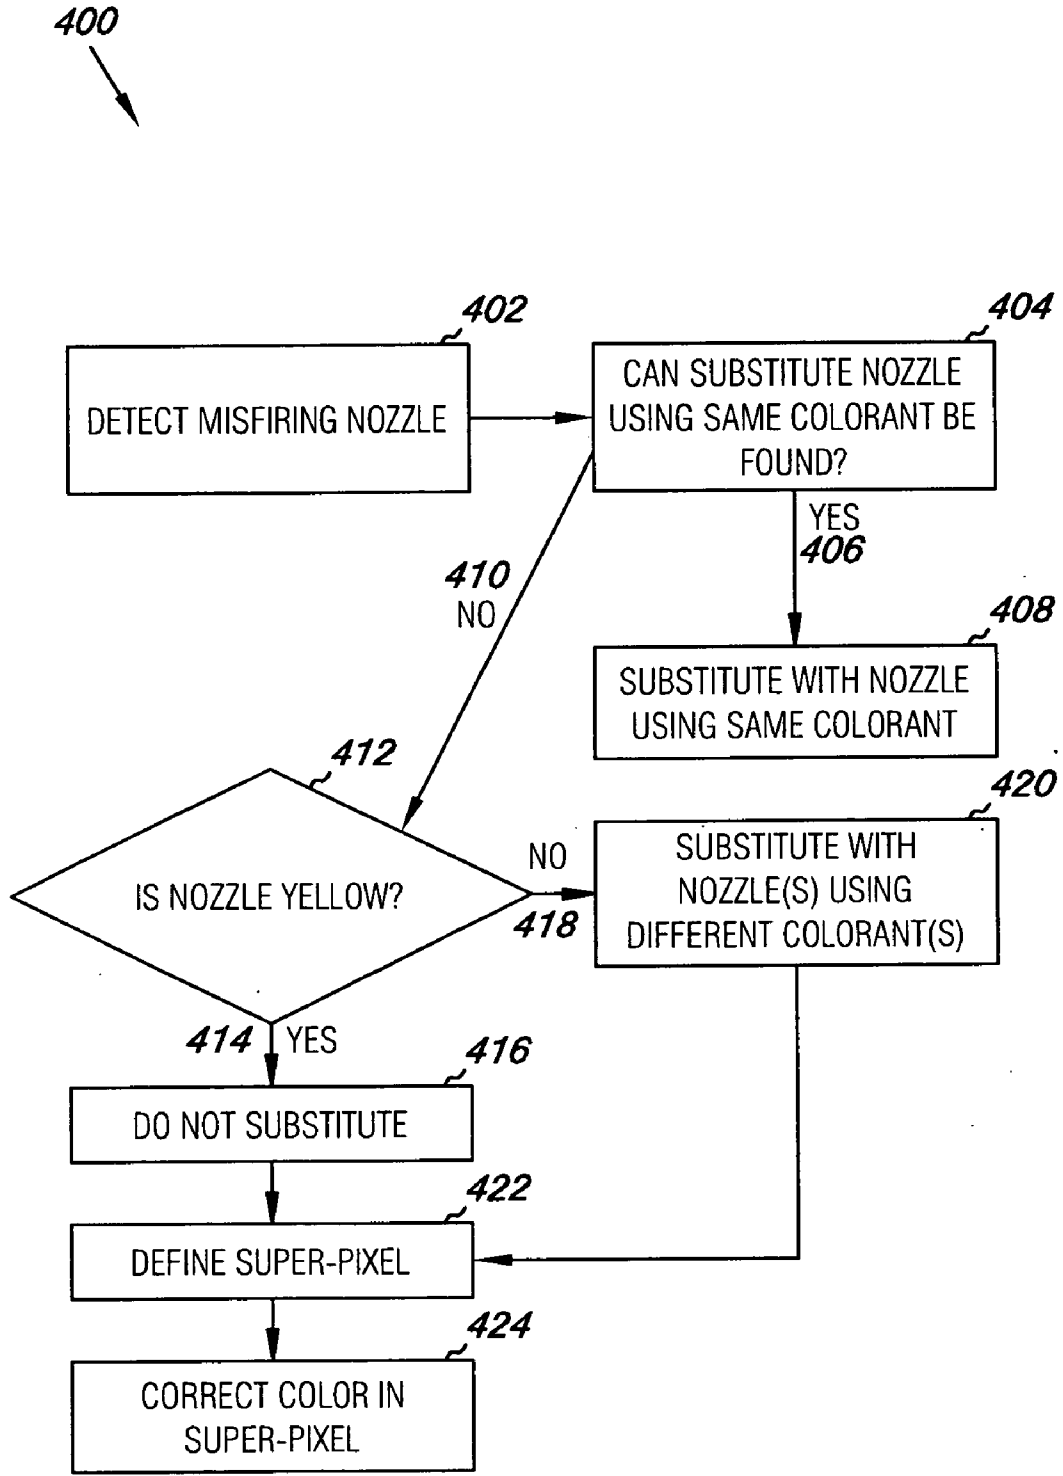 400
402
DETECT MISFIRING NOZZLE
404
CAN SUBSTITUTE NOZZLE
USING SAME COLORANT BE
FOUND?
YES
406
410
NO
408
SUBSTITUTE WITH NOZZLE
USING SAME COLORANT
412
IS NOZZLE YELLOW?
NO
418
420
SUBSTITUTE WITH
NOZZLE(S) USING
DIFFERENT COLORANT(S)
414 YES
416
DO NOT SUBSTITUTE
422
DEFINE SUPER-PIXEL
424
CORRECT COLOR IN
SUPER-PIXEL